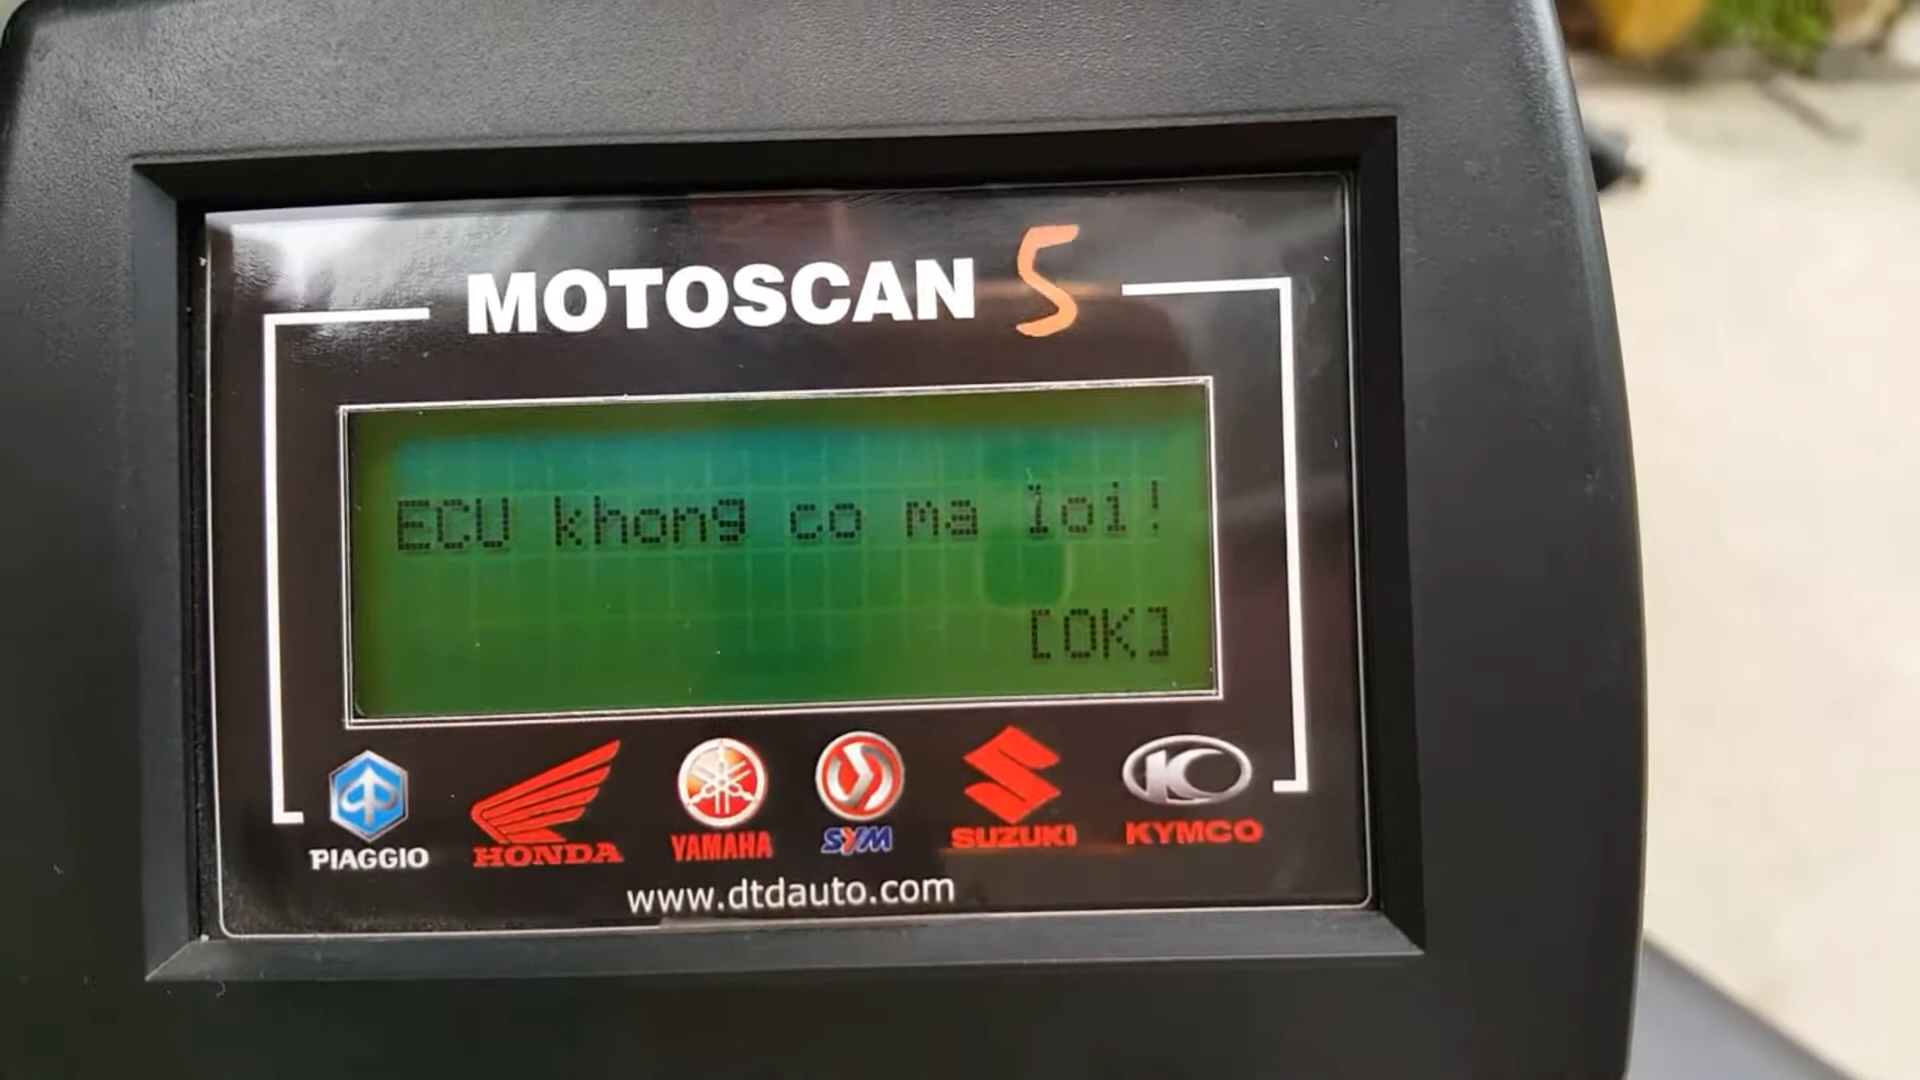 MOTOSCAN 5
ECU khong co ma loi!
[OK]
PIAGGIO HONDA YAMAHA SYM SUZUKI KYMCO
www.dtdauto.com